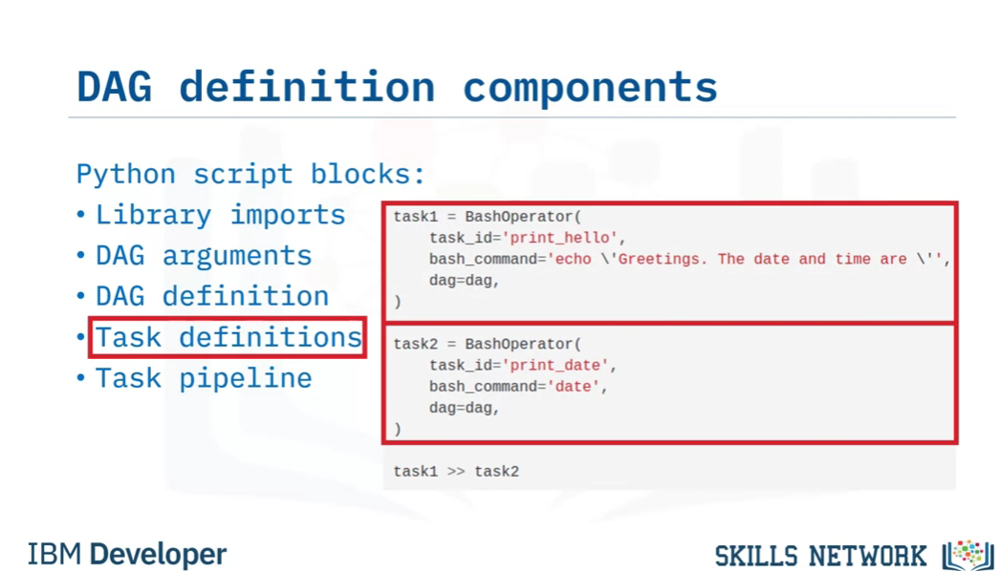 DAG definition components
Python script blocks:
• Library imports
• DAG arguments
• DAG definition
• Task definitions
• Task pipeline
task1 = BashOperator(
    task_id='print_hello',
    bash_command='echo \'Greetings. The date and time are \'',
    dag=dag,
)
task2 = BashOperator(
    task_id='print_date',
    bash_command='date',
    dag=dag,
)
task1 >> task2
IBM Developer
SKILLS NETWORK